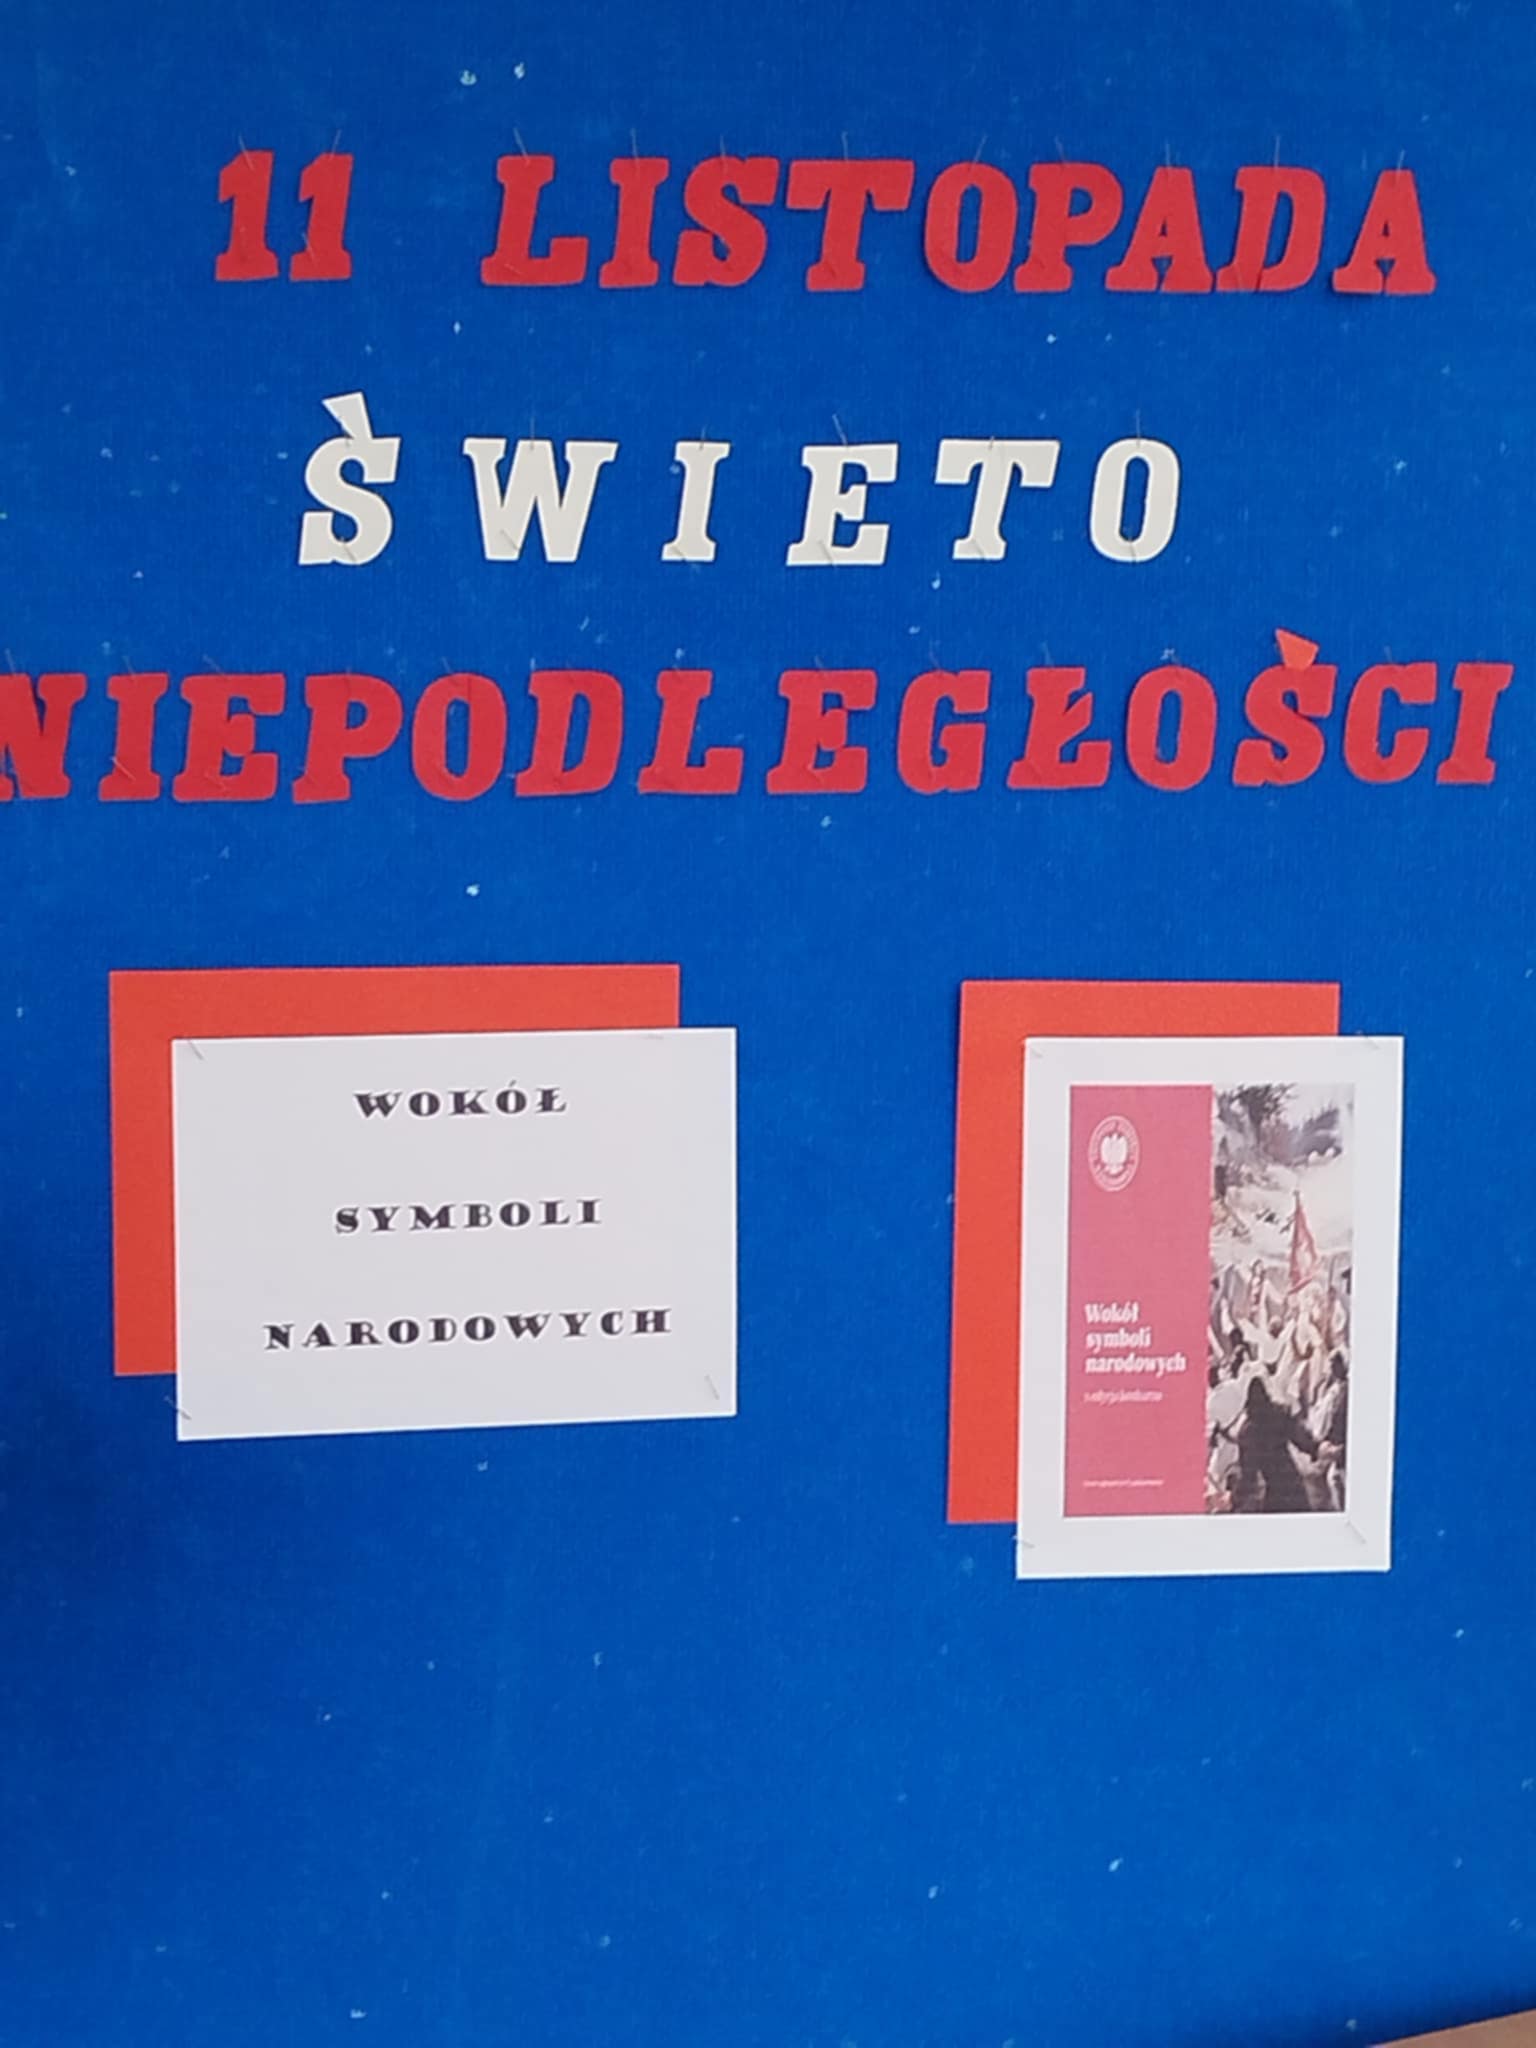 11 LISTOPADA
ŚWIETO
NIEPODLEGŁOŚCI
WOKÓŁ
SYMBOLI
NARODOWYCH
Wokół
symboli
narodowych